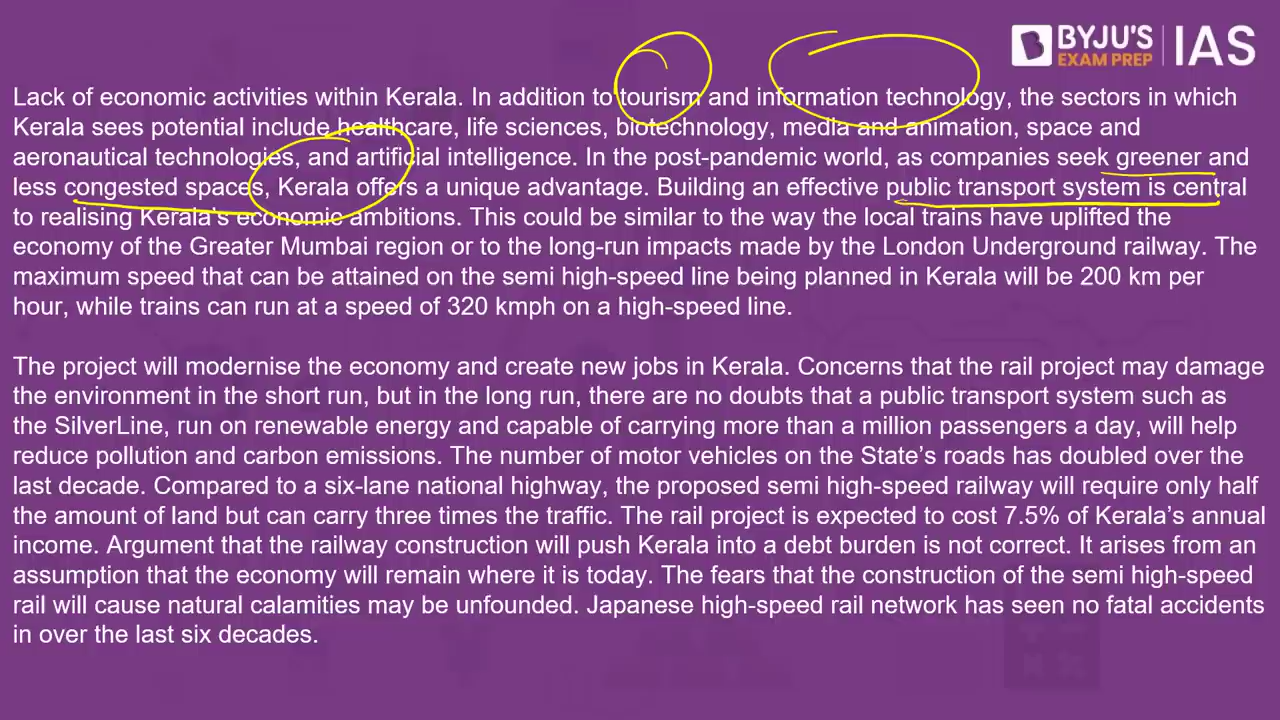 BYJU'S
EXAM PREP
IAS
Lack of economic activities within Kerala. In addition to tourism and information technology, the sectors in which
Kerala sees potential include healthcare, life sciences, biotechnology, media and animation, space and
aeronautical technologies, and artificial intelligence. In the post-pandemic world, as companies seek greener and
less congested spaces, Kerala offers a unique advantage. Building an effective public transport system is central
to realising Kerala's economic ambitions. This could be similar to the way the local trains have uplifted the
economy of the Greater Mumbai region or to the long-run impacts made by the London Underground railway. The
maximum speed that can be attained on the semi high-speed line being planned in Kerala will be 200 km per
hour, while trains can run at a speed of 320 kmph on a high-speed line.
The project will modernise the economy and create new jobs in Kerala. Concerns that the rail project may damage
the environment in the short run, but in the long run, there are no doubts that a public transport system such as
the SilverLine, run on renewable energy and capable of carrying more than a million passengers a day, will help
reduce pollution and carbon emissions. The number of motor vehicles on the State's roads has doubled over the
last decade. Compared to a six-lane national highway, the proposed semi high-speed railway will require only half
the amount of land but can carry three times the traffic. The rail project is expected to cost 7.5% of Kerala's annual
income. Argument that the railway construction will push Kerala into a debt burden is not correct. It arises from an
assumption that the economy will remain where it is today. The fears that the construction of the semi high-speed
rail will cause natural calamities may be unfounded. Japanese high-speed rail network has seen no fatal accidents
in over the last six decades.